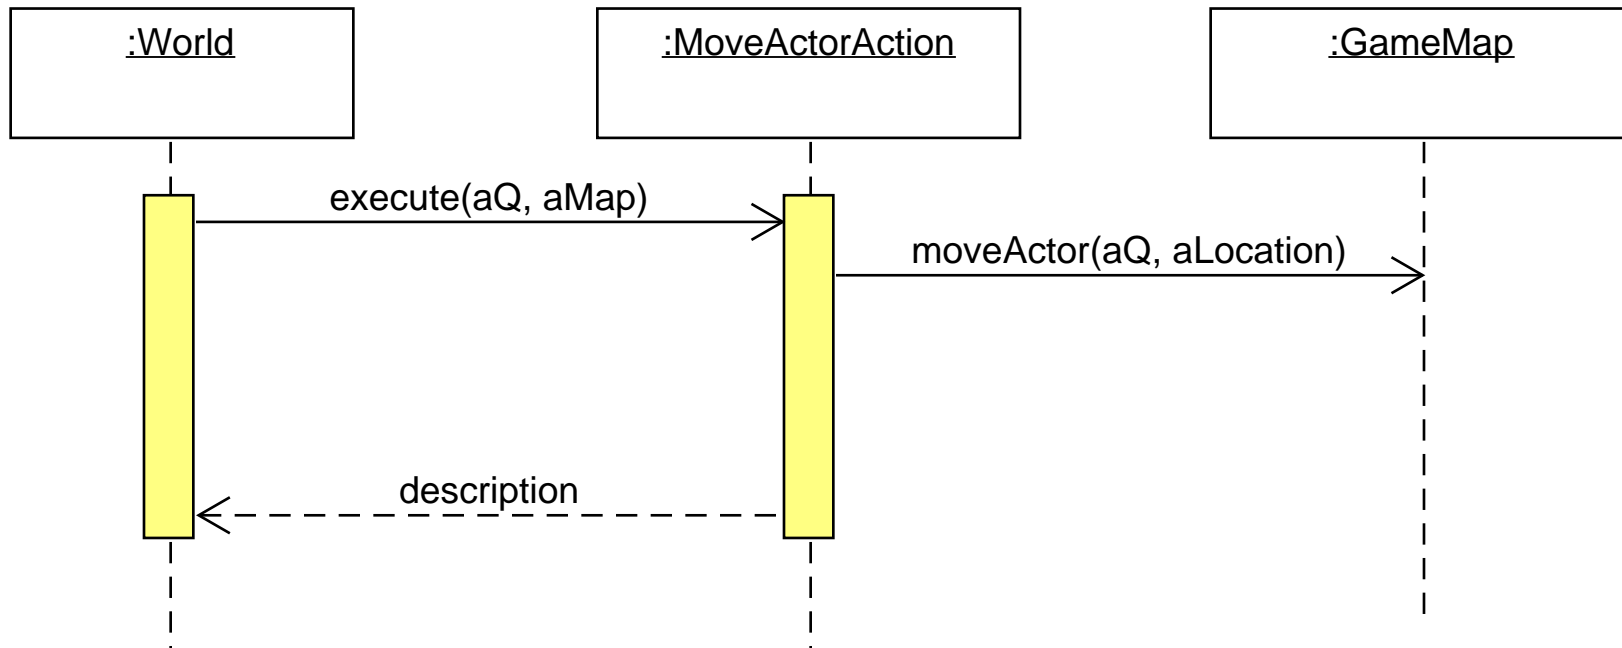 :World
:MoveActorAction
:GameMap
execute(aQ, aMap)
moveActor(aQ, aLocation)
description